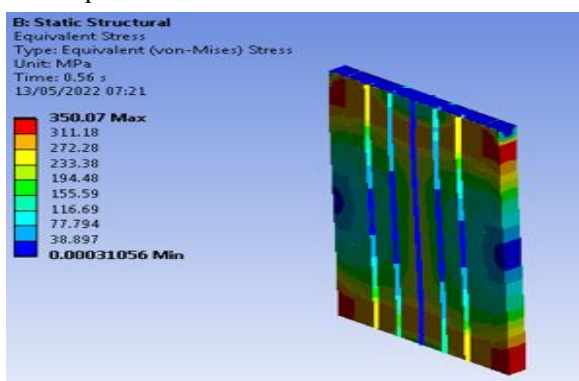 B: Static Structural
Equivalent Stress
Type: Equivalent (von-Mises) Stress
Unit: MPa
Time: 0.56 s
13/05/2022 07:21
350.07 Max
311.18
272.28
233.38
194.48
155.59
116.69
77.794
38.897
0.00031056 Min